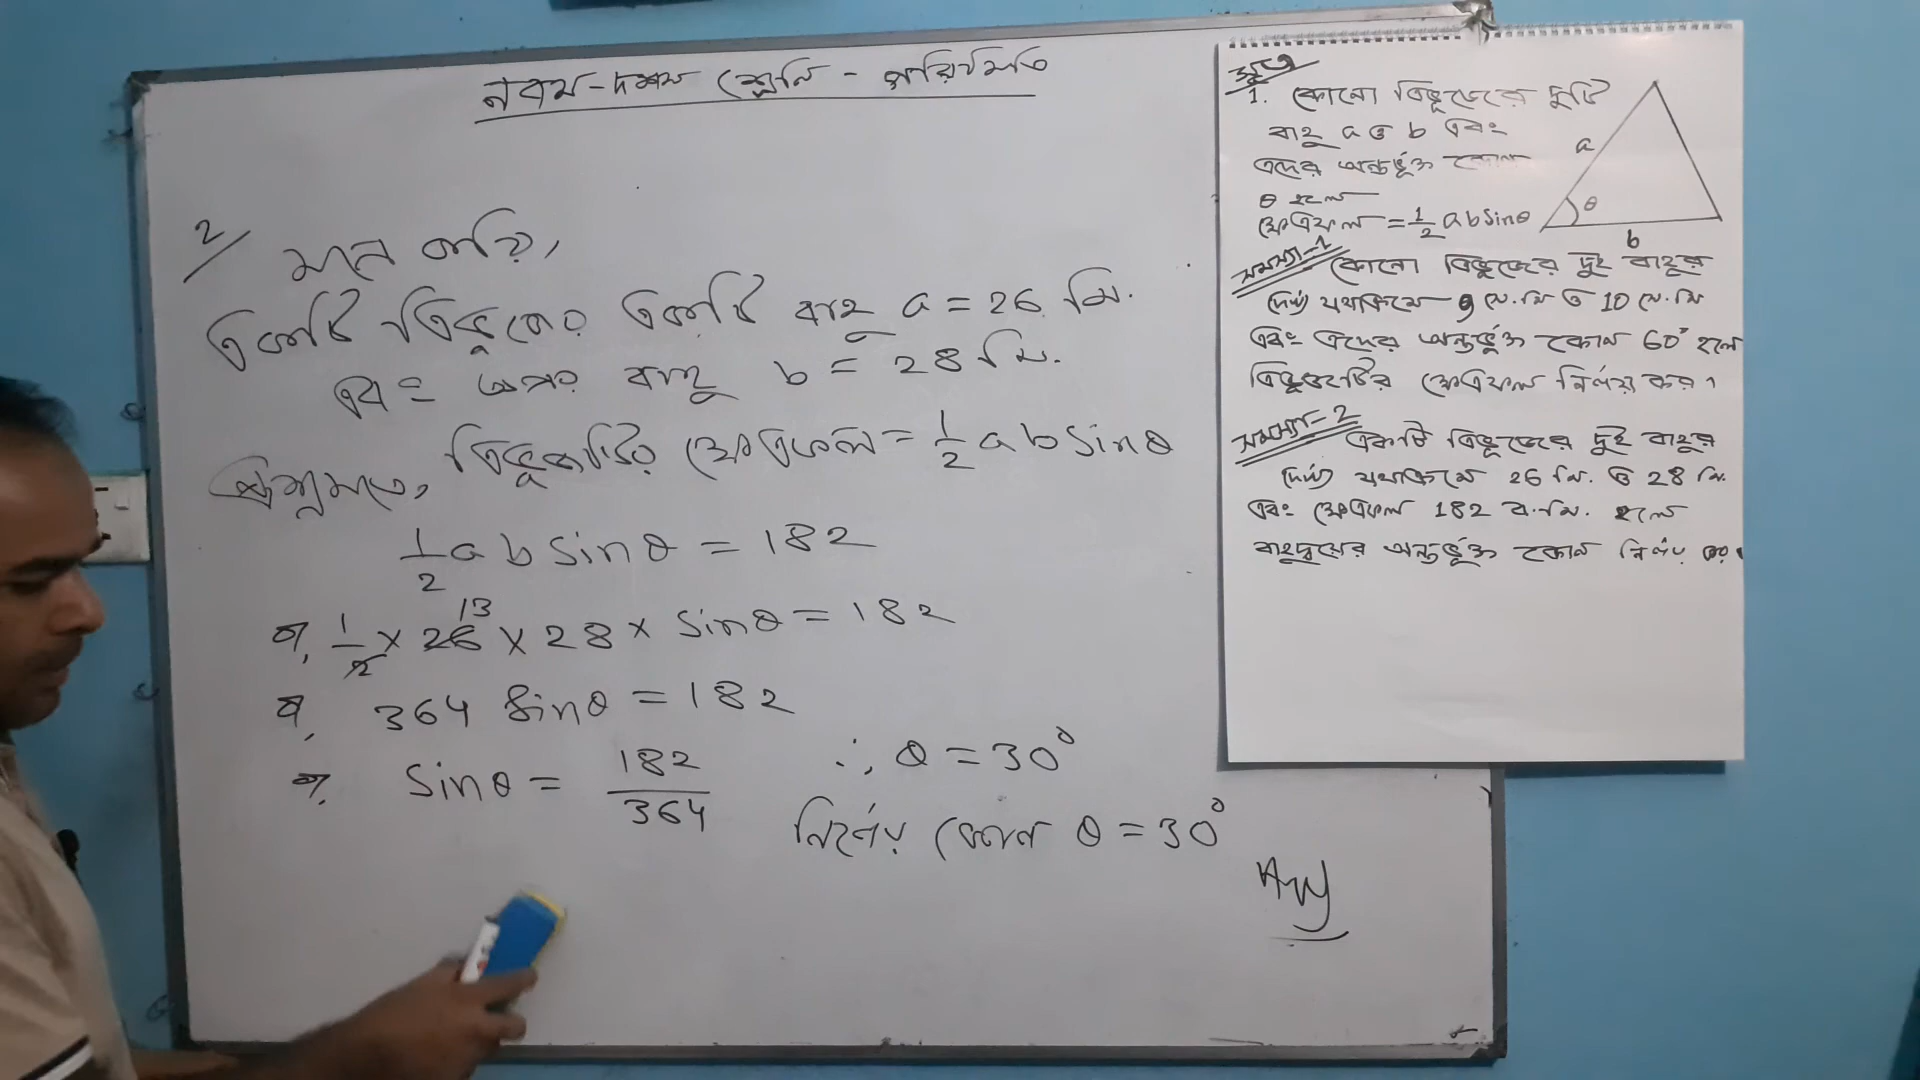 নবম-দশম শ্রেনি - পরিমিতি
2/ মনে করি,
একটি ত্রিভুজের একটি বাহু a = 26 মি.
এবং অপর বাহু b = 28 মি.
ত্রিভুজটির ক্ষেত্রফল = 1/2 a b sinθ
প্রশ্নমতে,
1/2 a b sinθ = 182
বা, 1/2 × 26 13 × 28 × sinθ = 182
বা, 364 sinθ = 182
বা, sinθ = 182/364
∴ θ = 30°
নির্ণেয় কোন θ = 30°
Ans
সূত্র
1. কোনো ত্রিভুজের দুটি
বাহু a ও b এবং
এদের অন্তর্ভূক্ত কোন
θ হলে
ক্ষেত্রফল = 1/2 a b sinθ
a
θ
b
সমস্যা-1
কোনো ত্রিভুজের দুই বাহুর
দৈর্ঘ্য যথাক্রমে 9 সে.মি ও 10 সে.মি
এবং এদের অন্তর্ভূক্ত কোন 60° হলে
ত্রিভুজটির ক্ষেত্রফল নির্ণয় কর।
সমস্যা-2
একটি ত্রিভুজের দুই বাহুর
দৈর্ঘ্য যথাক্রমে 26 মি. ও 28 মি.
এবং ক্ষেত্রফল 182 ব.মি. হলে
বাহুদ্বয়ের অন্তর্ভূক্ত কোন নির্ণয় কর।